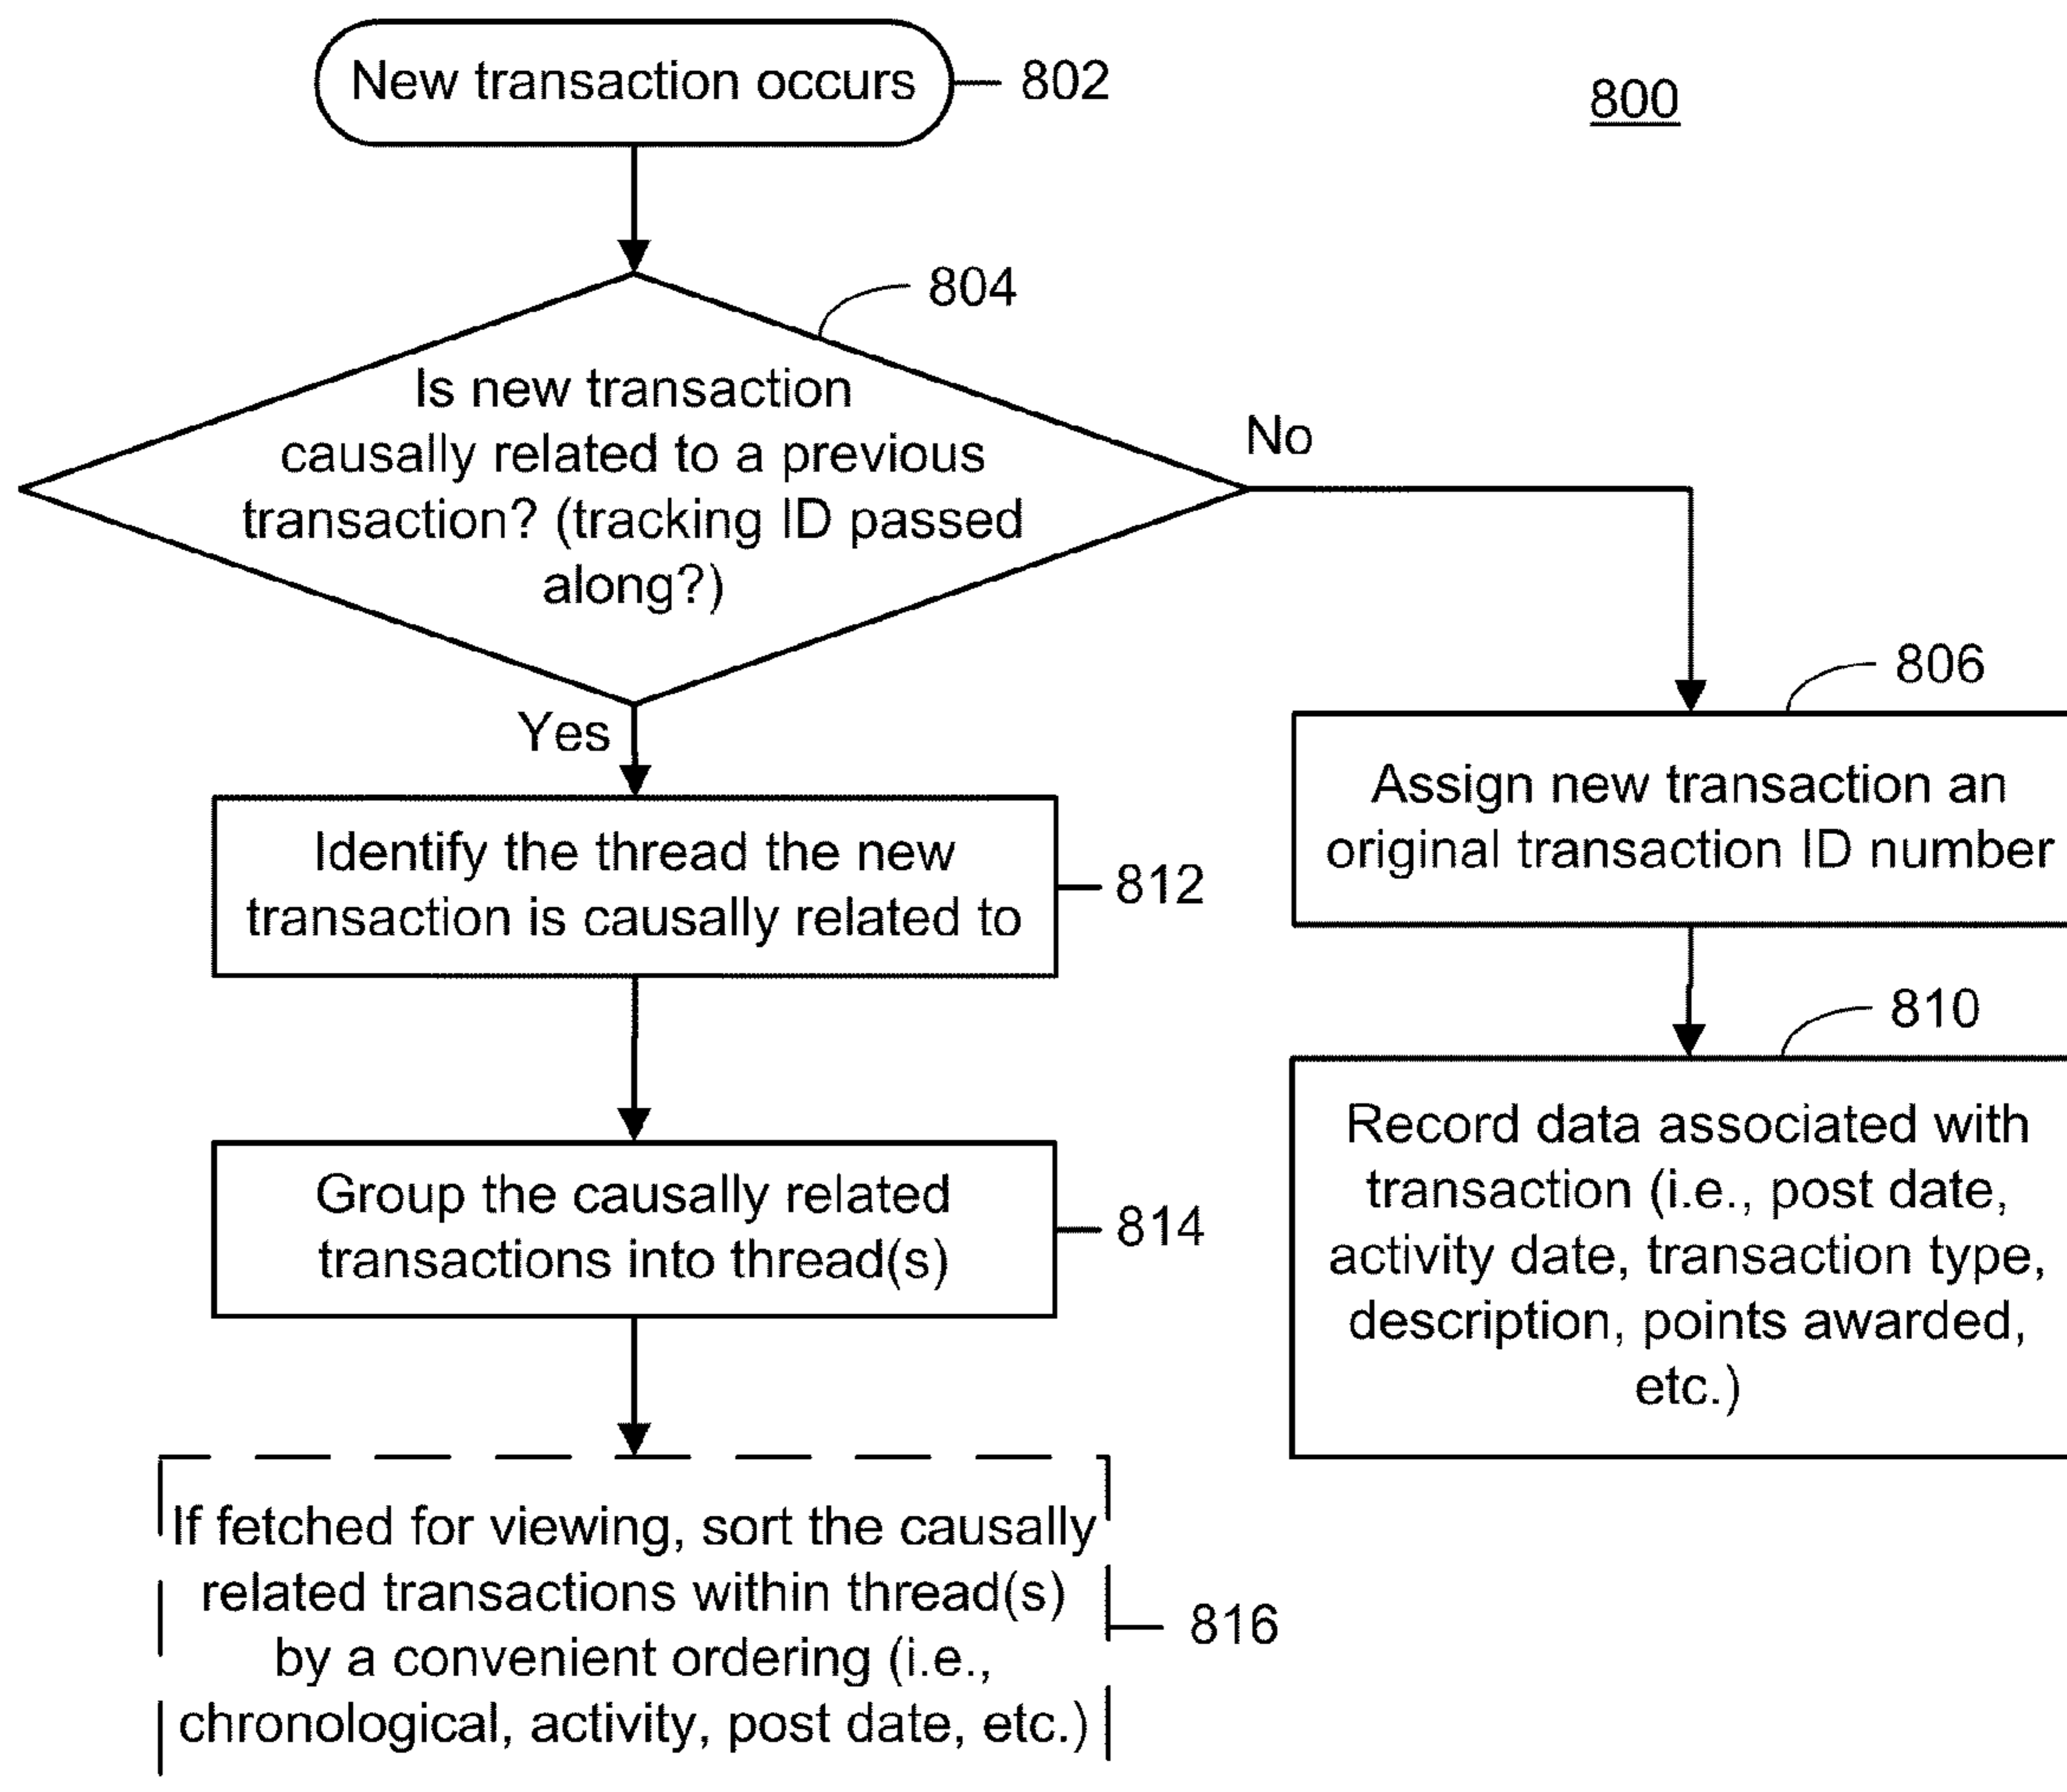 New transaction occurs
802
800
804
Is new transaction
causally related to a previous
transaction? (tracking ID passed
along?)
No
Yes
806
Assign new transaction an
original transaction ID number
Identify the thread the new
transaction is causally related to
812
810
Record data associated with
transaction (i.e., post date,
activity date, transaction type,
description, points awarded,
etc.)
Group the causally related
transactions into thread(s)
814
If fetched for viewing, sort the causally
related transactions within thread(s)
by a convenient ordering (i.e.,
chronological, activity, post date, etc.)
816